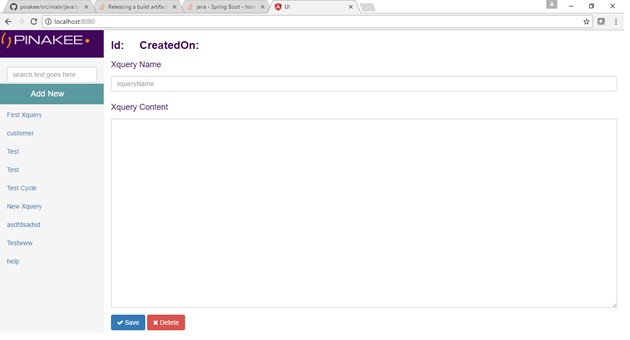 pinakee/src/main/java/o
Releasing a build artifa
java - Spring Boot - how
UI
localhost:8080
PINAKEE
search text goes here
Add New
First Xquery
customer
Test
Test
Test Cycle
New Xquery
asdfdsadsd
Testwww
help
Id: CreatedOn:
Xquery Name
xqueryName
Xquery Content
Save Delete